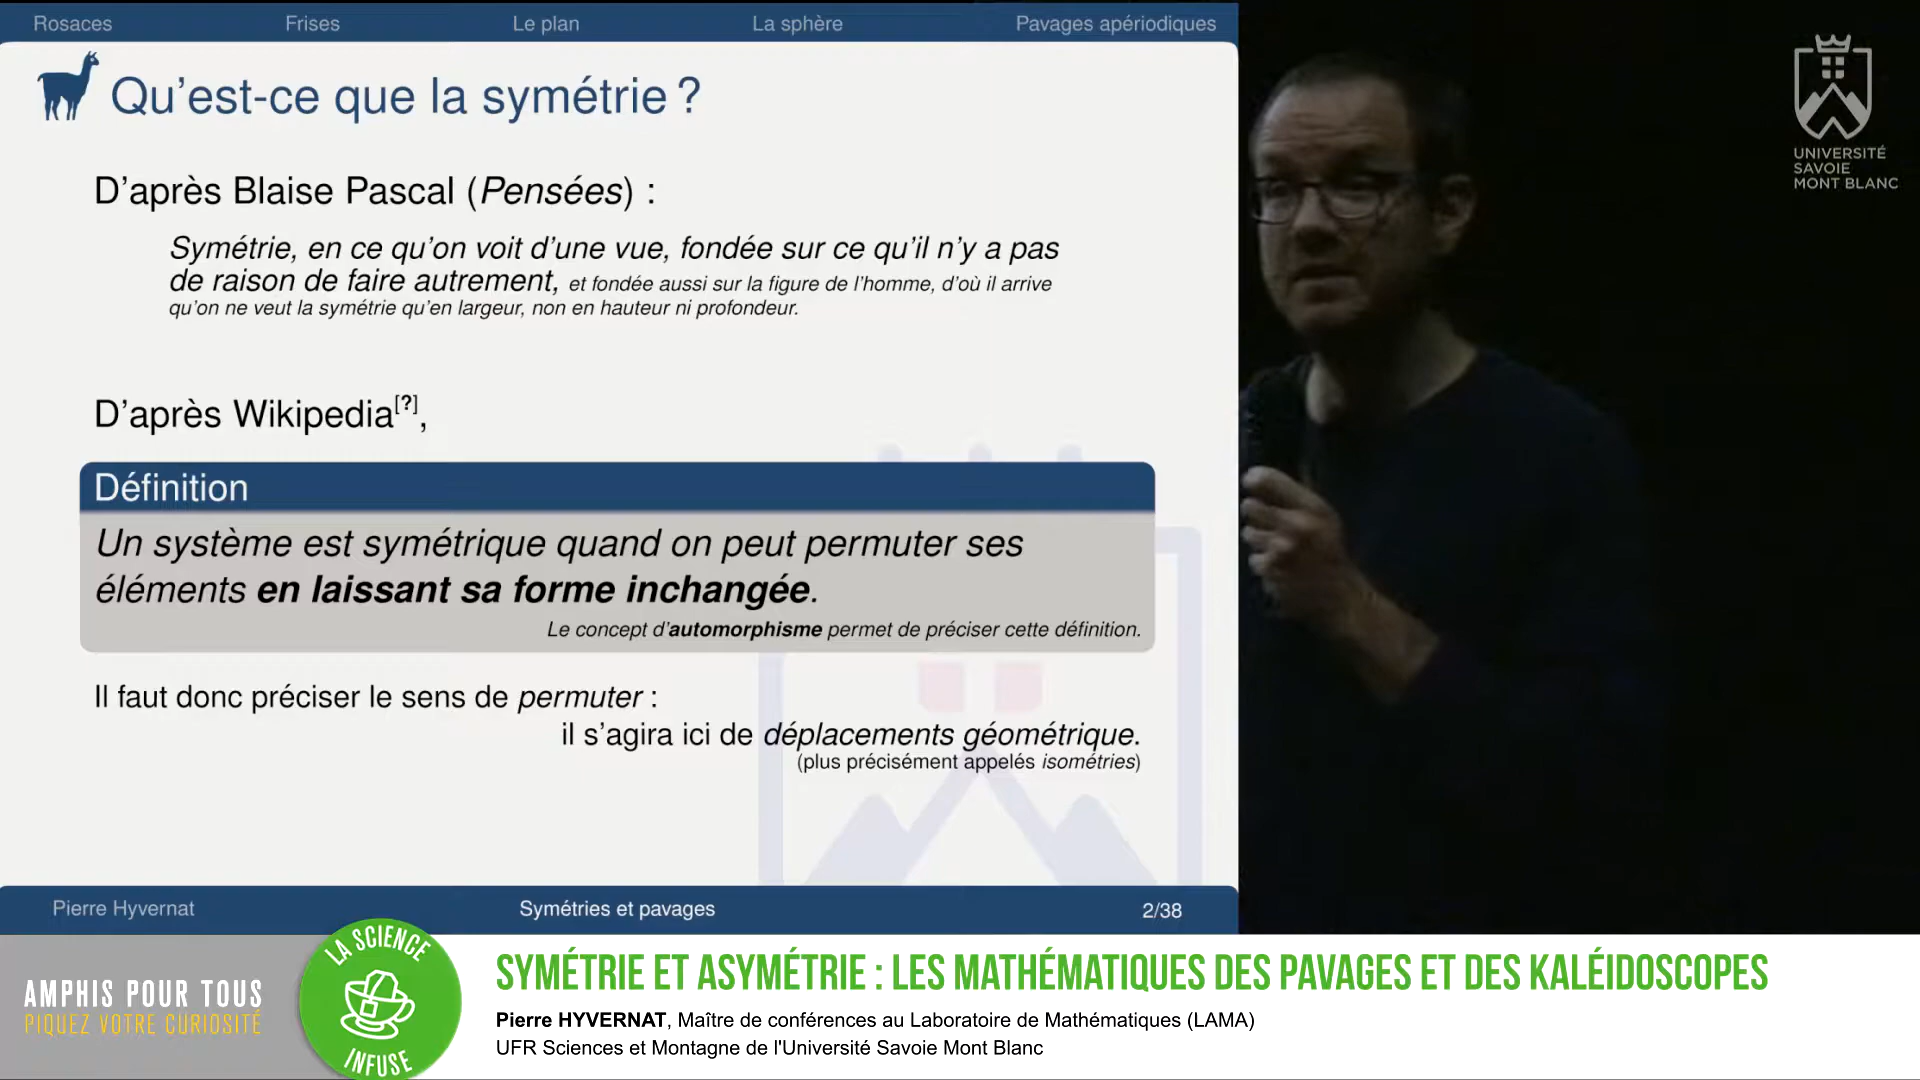 Rosaces Frises Le plan La sphère Pavages apériodiques
Qu'est-ce que la symétrie ?
D'après Blaise Pascal (Pensées) :
Symétrie, en ce qu'on voit d'une vue, fondée sur ce qu'il n'y a pas
de raison de faire autrement, et fondée aussi sur la figure de l'homme, d'où il arrive
qu'on ne veut la symétrie qu'en largeur, non en hauteur ni profondeur.
D'après Wikipedia[?],
Définition
Un système est symétrique quand on peut permuter ses
éléments en laissant sa forme inchangée.
Le concept d'automorphisme permet de préciser cette définition.
Il faut donc préciser le sens de permuter :
il s'agira ici de déplacements géométrique.
(plus précisément appelés isométries)
Pierre Hyvernat Symétries et pavages 2/38
UNIVERSITÉ
SAVOIE
MONT BLANC
AMPHIS POUR TOUS
PIQUEZ VOTRE CURIOSITÉ
LA SCIENCE
INFUSE
SYMÉTRIE ET ASYMÉTRIE : LES MATHÉMATIQUES DES PAVAGES ET DES KALÉIDOSCOPES
Pierre HYVERNAT, Maître de conférences au Laboratoire de Mathématiques (LAMA)
UFR Sciences et Montagne de l'Université Savoie Mont Blanc